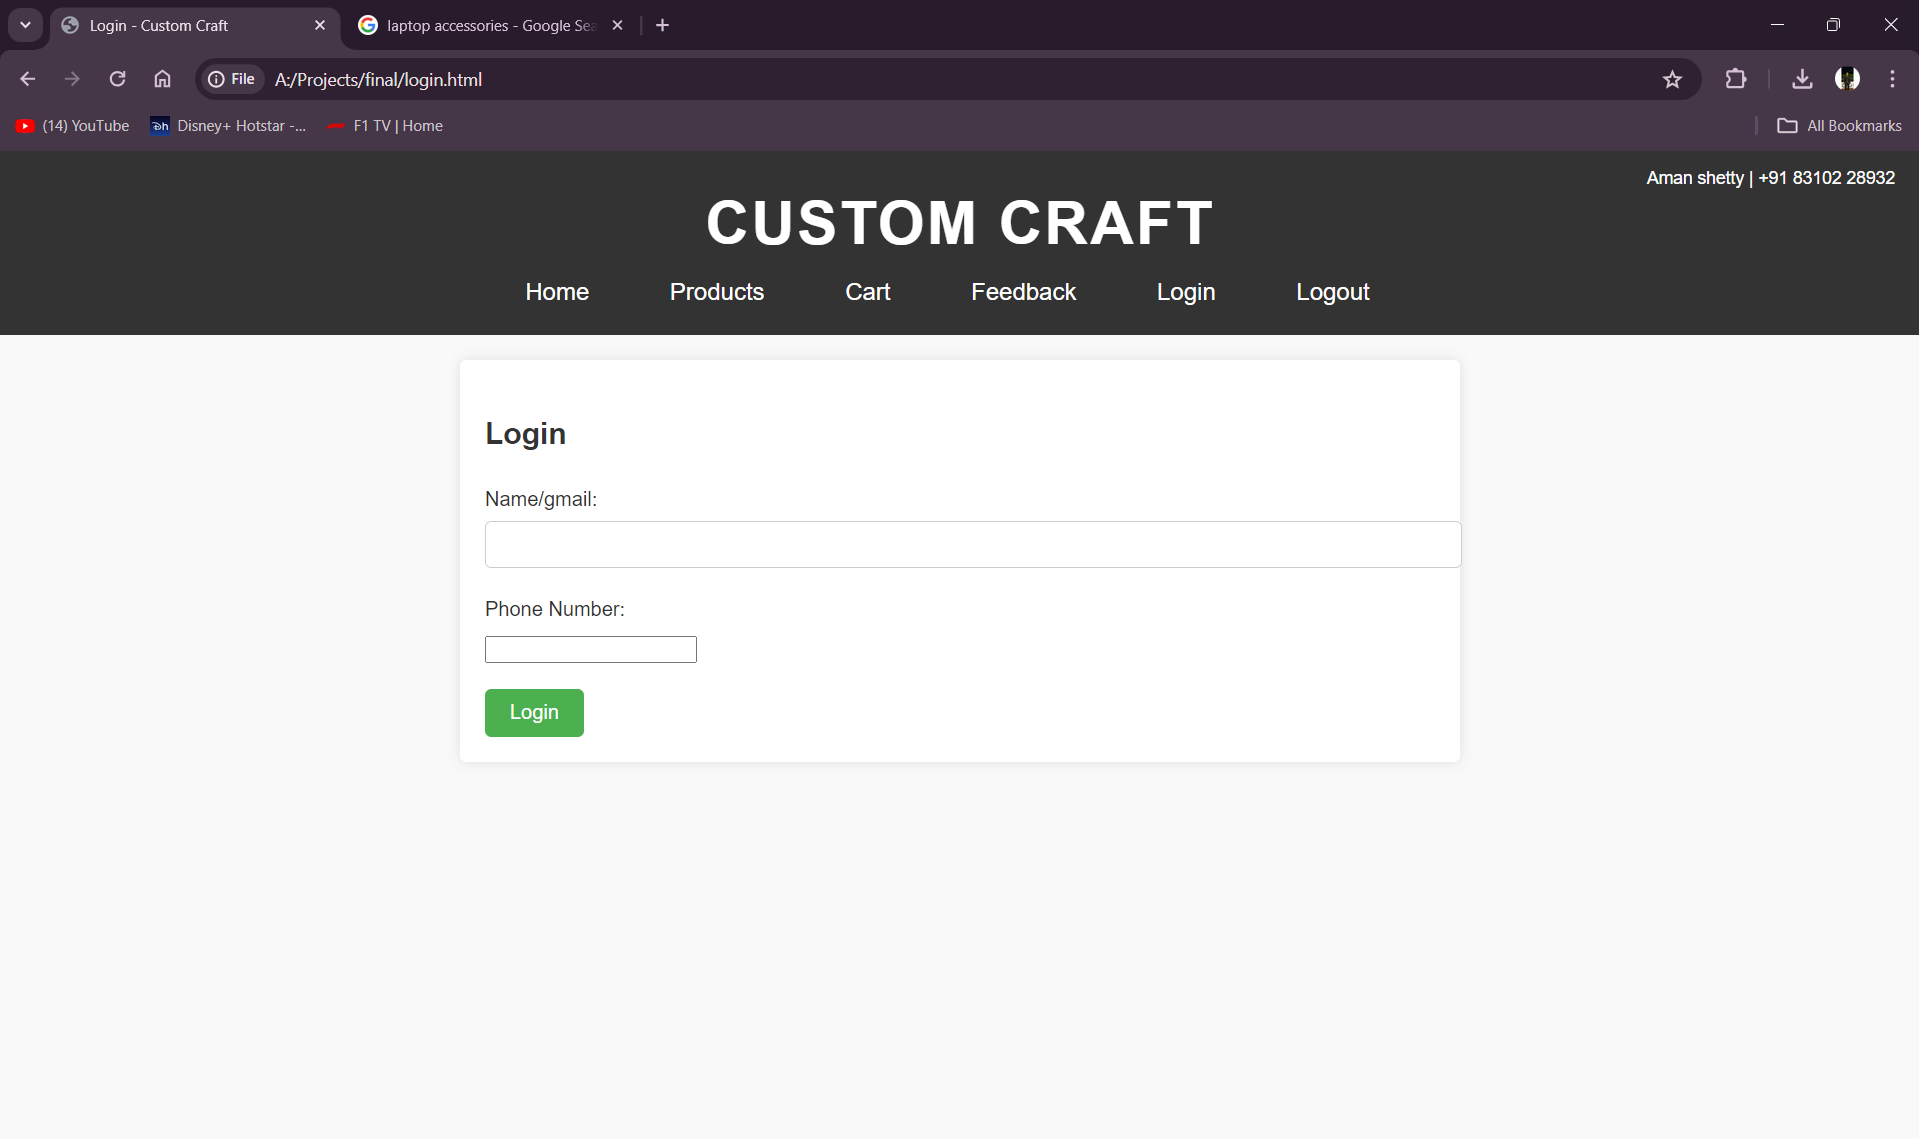 Login - Custom Craft
laptop accessories - Google Sea
File A:/Projects/final/login.html
(14) YouTube Disney+ Hotstar -... F1 TV | Home All Bookmarks
Aman shetty | +91 83102 28932
CUSTOM CRAFT
Home Products Cart Feedback Login Logout
Login
Name/gmail:
Phone Number:
Login